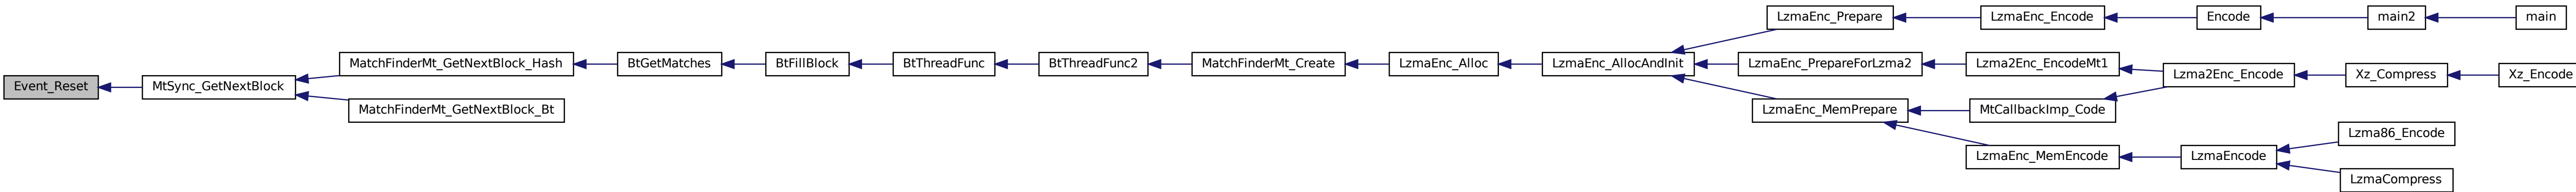 Event_Reset
MtSync_GetNextBlock
MatchFinderMt_GetNextBlock_Hash
MatchFinderMt_GetNextBlock_Bt
BtGetMatches
BtFillBlock
BtThreadFunc
BtThreadFunc2
MatchFinderMt_Create
LzmaEnc_Alloc
LzmaEnc_AllocAndInit
LzmaEnc_Prepare
LzmaEnc_PrepareForLzma2
LzmaEnc_MemPrepare
LzmaEnc_Encode
Lzma2Enc_EncodeMt1
MtCallbackImp_Code
LzmaEnc_MemEncode
Encode
Lzma2Enc_Encode
LzmaEncode
main2
Xz_Compress
Lzma86_Encode
LzmaCompress
main
Xz_Encode